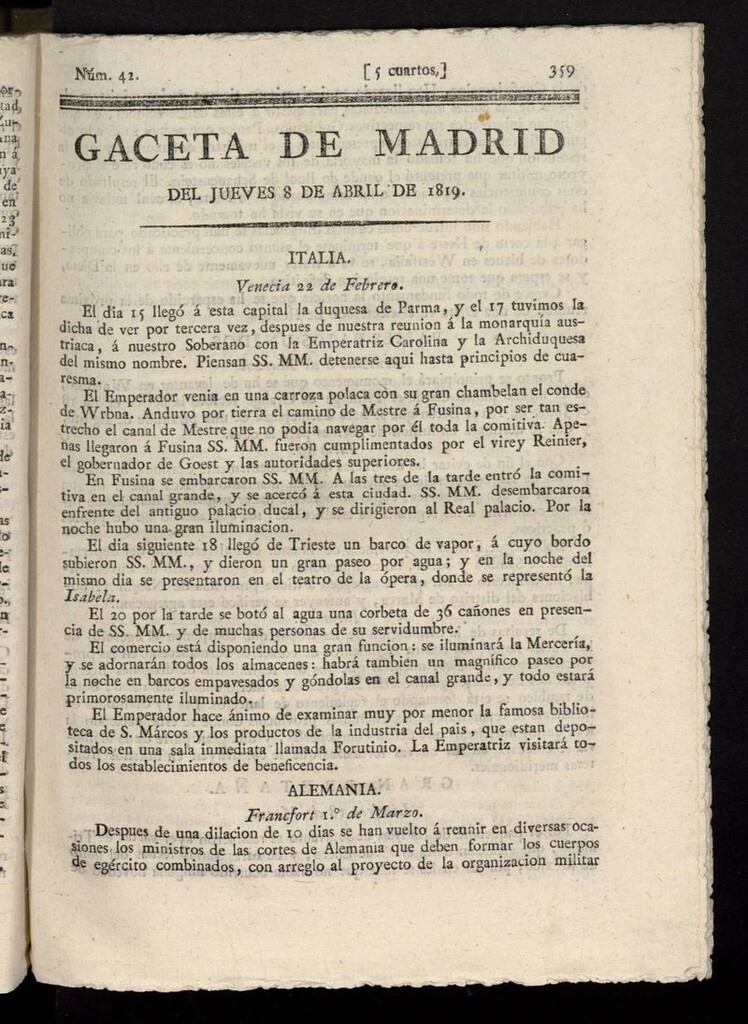 Núm. 42. [5 cuartos,] 359
GACETA DE MADRID
DEL JUEVES 8 DE ABRIL DE 1819.
ITALIA.
Venecia 22 de Febrero.
El dia 15 llegó á esta capital la duquesa de Parma, y el 17 tuvimos la
dicha de ver por tercera vez, despues de nuestra reunion á la monarquía aus-
triaca, á nuestro Soberano con la Emperatriz Carolina y la Archiduquesa
del mismo nombre. Piensan SS. MM. detenerse aqui hasta principios de cua-
resma.
El Emperador venia en una carroza polaca con su gran chambelan el conde
de Wrbna. Anduvo por tierra el camino de Mestre á Fusina, por ser tan es-
trecho el canal de Mestre que no podia navegar por él toda la comitiva. Ape-
nas llegaron á Fusina SS. MM. fueron cumplimentados por el virey Reinier,
el gobernador de Goest y las autoridades superiores.
En Fusina se embarcaron SS. MM. A las tres de la tarde entró la comi-
tiva en el canal grande, y se acercó á esta ciudad. SS. MM. desembarcaron
enfrente del antiguo palacio ducal, y se dirigieron al Real palacio. Por la
noche hubo una gran iluminacion.
El dia siguiente 18 llegó de Trieste un barco de vapor, á cuyo bordo
subieron SS. MM., y dieron un gran paseo por agua; y en la noche del
mismo dia se presentaron en el teatro de la ópera, donde se representó la
Isabela.
El 20 por la tarde se botó al agua una corbeta de 36 cañones en presen-
cia de SS. MM. y de muchas personas de su servidumbre.
El comercio está disponiendo una gran funcion: se iluminará la Mercería,
y se adornarán todos los almacenes: habrá tambien un magnífico paseo por
la noche en barcos empavesados y góndolas en el canal grande, y todo estará
primorosamente iluminado.
El Emperador hace ánimo de examinar muy por menor la famosa biblio-
teca de S. Márcos y los productos de la industria del pais, que estan depo-
sitados en una sala inmediata llamada Forutinio. La Emperatriz visitará to-
dos los establecimientos de beneficencia.
ALEMANIA.
Francfort 1.º de Marzo.
Despues de una dilacion de 10 dias se han vuelto á reunir en diversas oca-
siones los ministros de las cortes de Alemania que deben formar los cuerpos
de egército combinados, con arreglo al proyecto de la organizacion militar